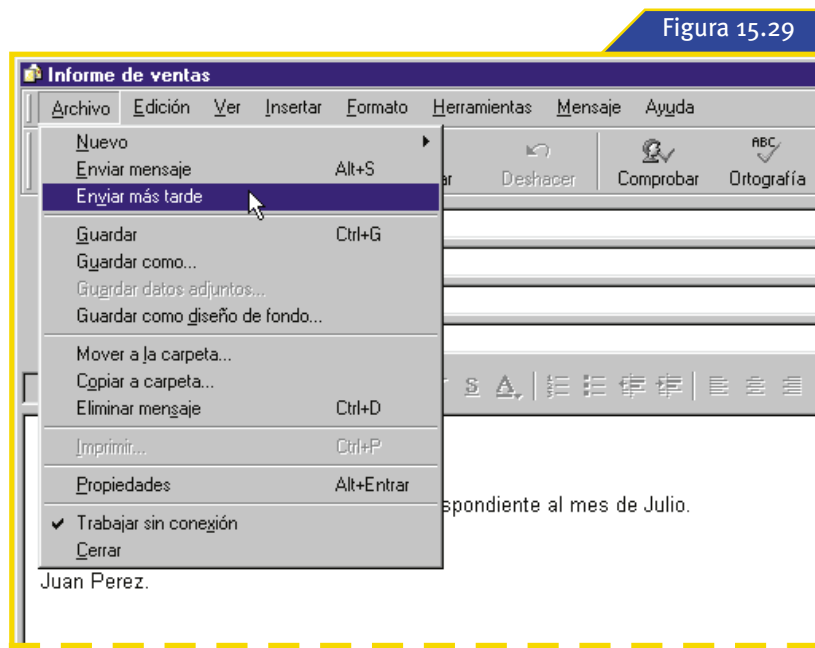 Figura 15.29
Informe de ventas
Archivo Edición Ver Insertar Formato Herramientas Mensaje Ayuda
Nuevo
Enviar mensaje Alt+S
Enviar más tarde
ar Deshacer Comprobar Ortografía
ABC
Guardar Ctrl+G
Guardar como...
Guardar datos adjuntos...
Guardar como diseño de fondo...
Mover a la carpeta...
Copiar a carpeta...
S A
Eliminar mensaje Ctrl+D
Imprimir... Ctrl+P
Propiedades Alt+Entrar
spondiente al mes de Julio.
Trabajar sin conexión
Cerrar
Juan Perez.